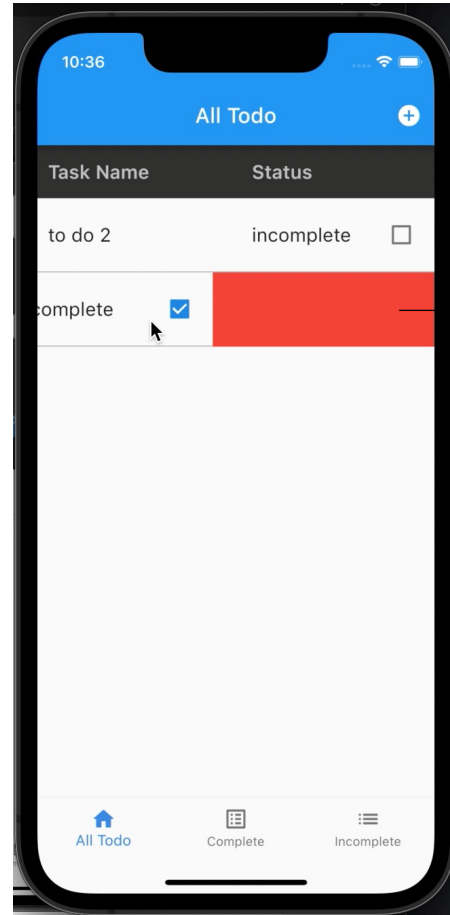 10:36
All Todo
Task Name Status
to do 2 incomplete
complete
All Todo Complete Incomplete